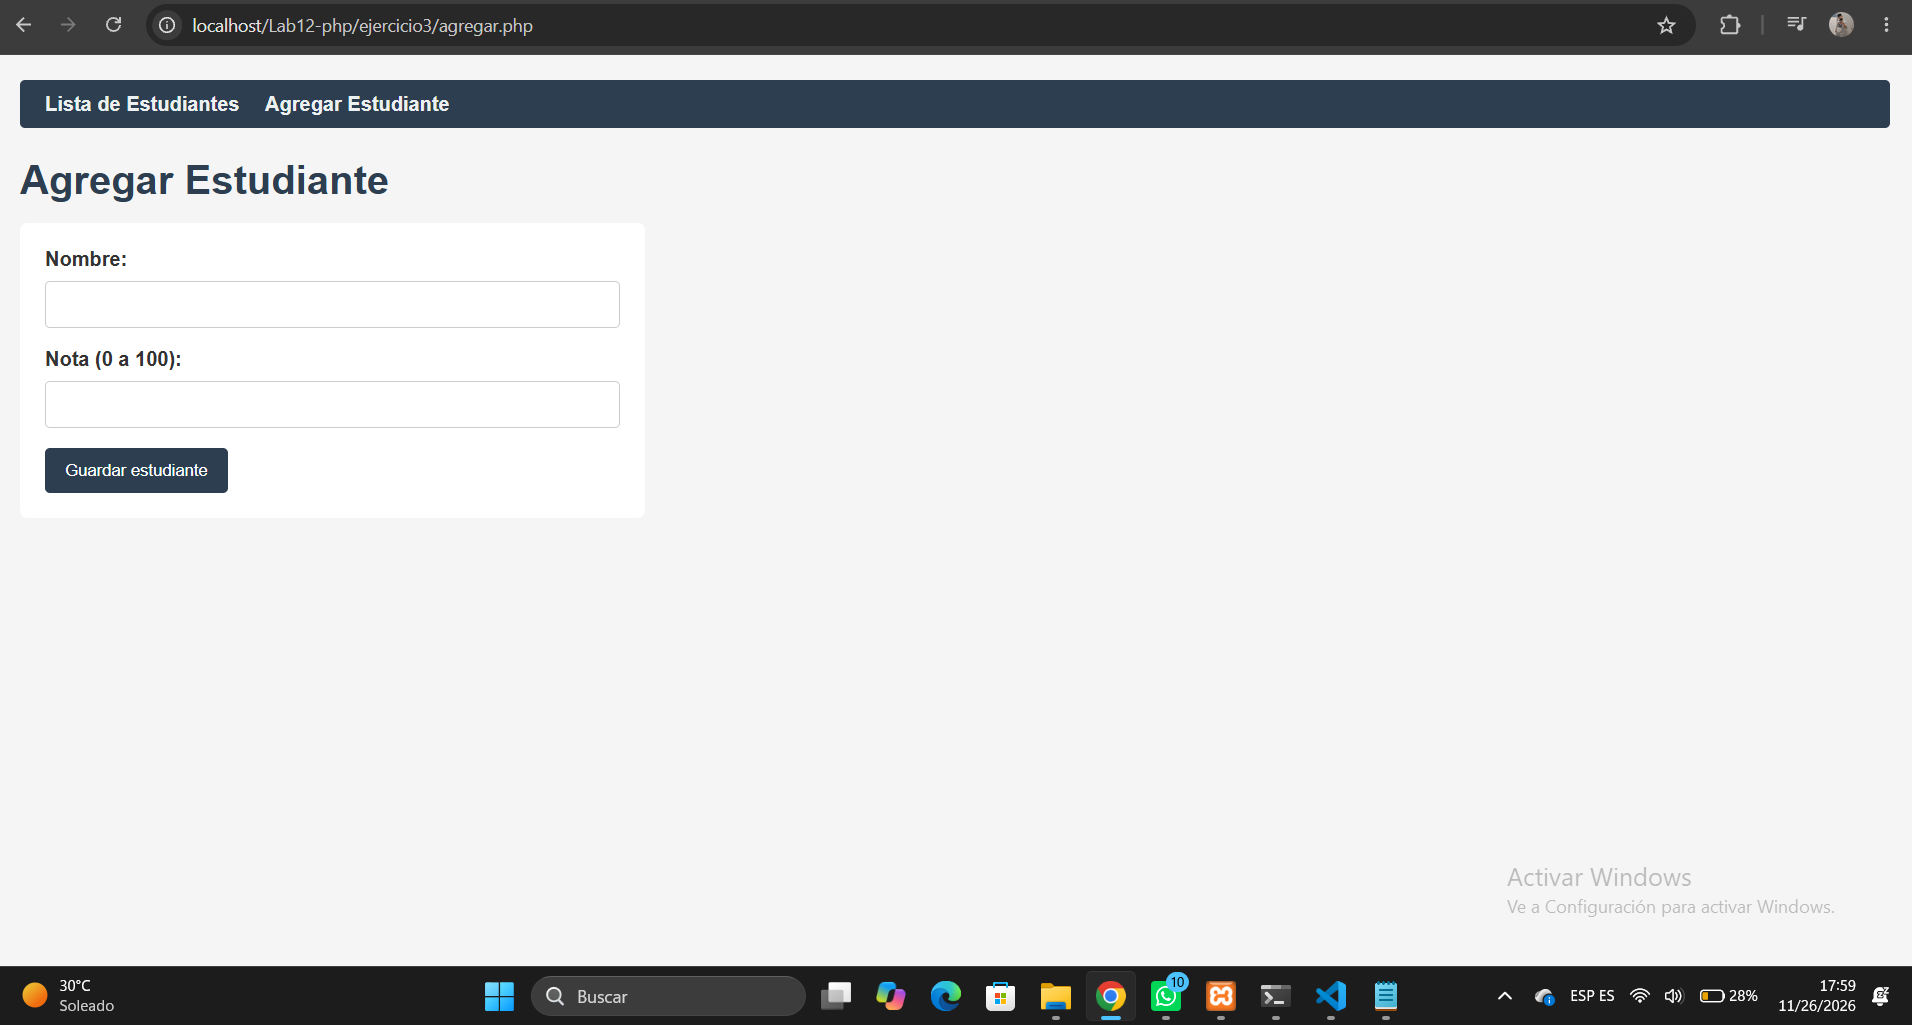 localhost/Lab12-php/ejercicio3/agregar.php
Lista de Estudiantes Agregar Estudiante
Agregar Estudiante
Nombre:
Nota (0 a 100):
Guardar estudiante
Activar Windows
Ve a Configuración para activar Windows.
30°C
Soleado
Buscar
10
ESP ES
28%
17:59
11/26/2026